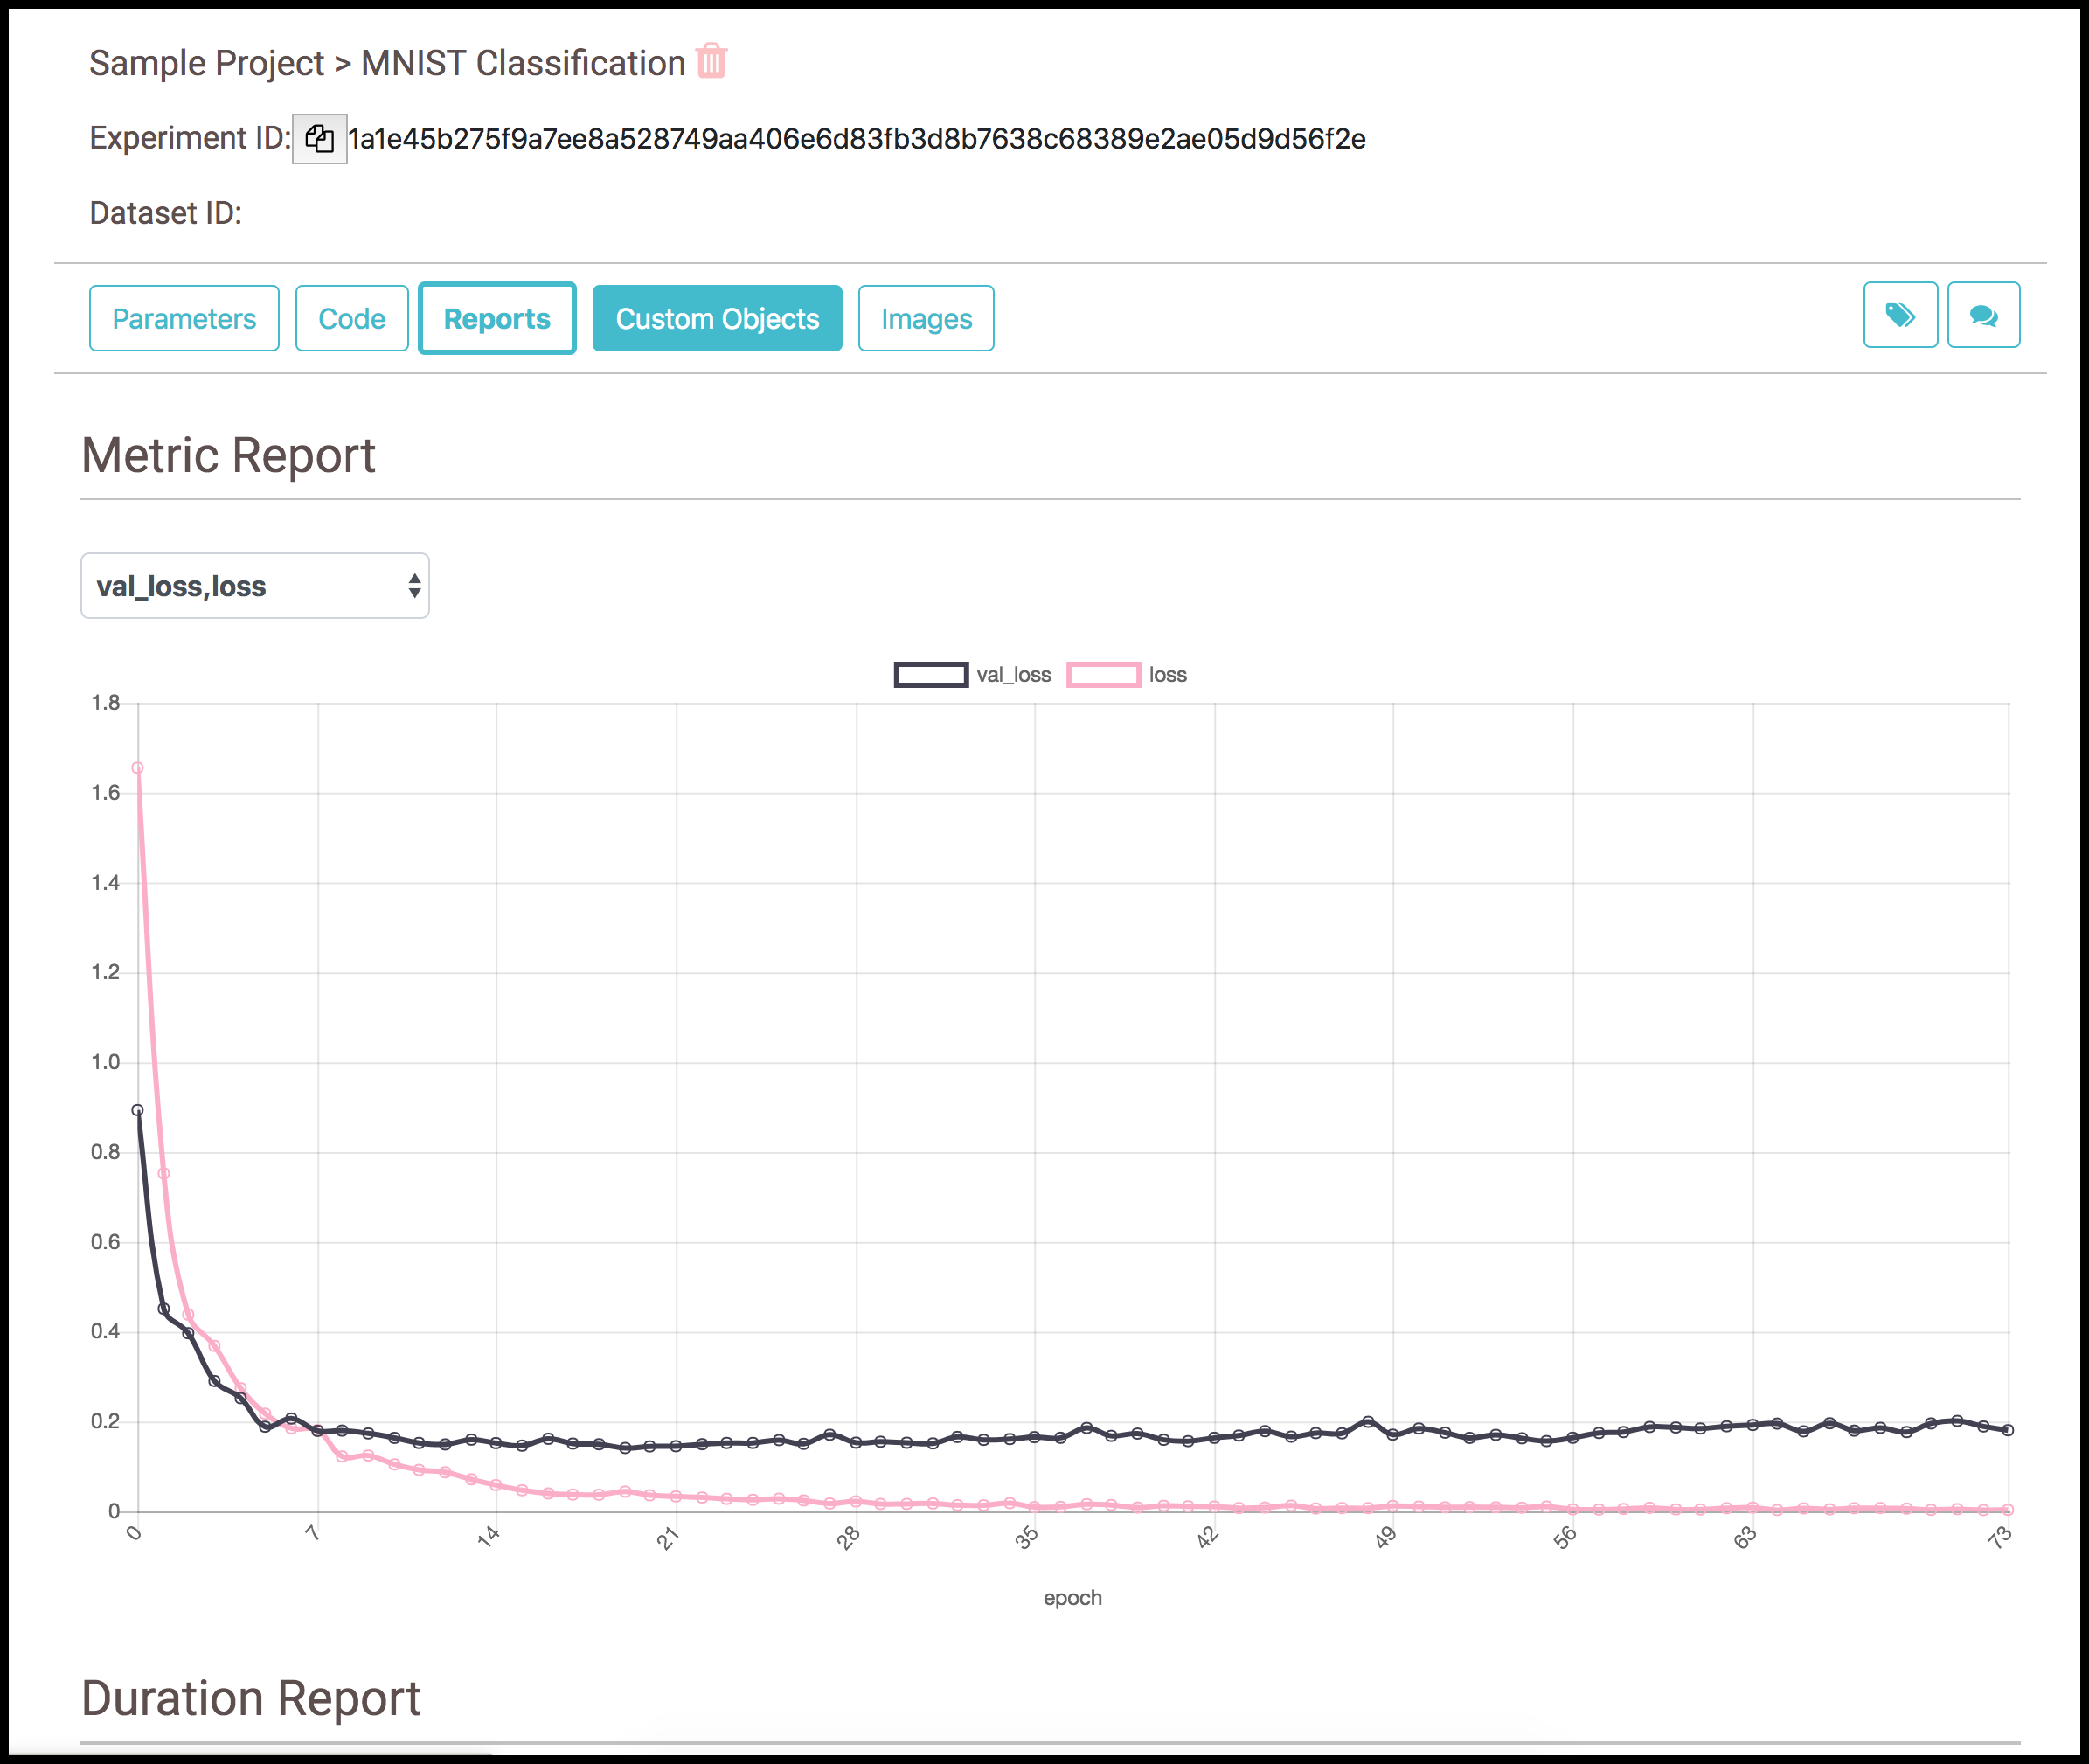 Sample Project > MNIST Classification
Experiment ID: 1a1e45b275f9a7ee8a528749aa406e6d83fb3d8b7638c68389e2ae05d9d56f2e
Dataset ID:
Parameters Code Reports Custom Objects Images
Metric Report
val_loss,loss
val_loss loss
1.8
1.6
1.4
1.2
1.0
0.8
0.6
0.4
0.2
0
0 7 14 21 28 35 42 49 56 63 73
epoch
Duration Report